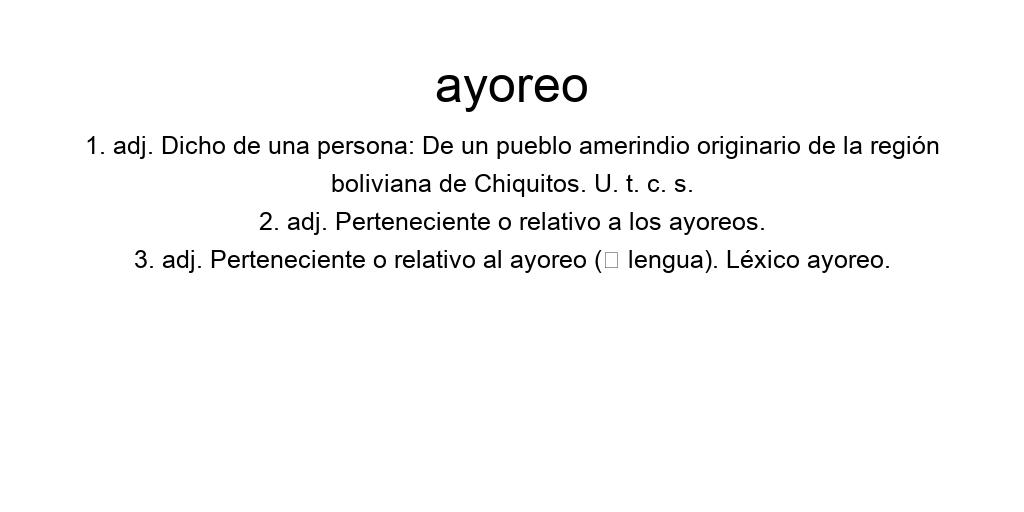 ayoreo
1. adj. Dicho de una persona: De un pueblo amerindio originario de la región
boliviana de Chiquitos. U. t. c. s.
2. adj. Perteneciente o relativo a los ayoreos.
3. adj. Perteneciente o relativo al ayoreo (□ lengua). Léxico ayoreo.